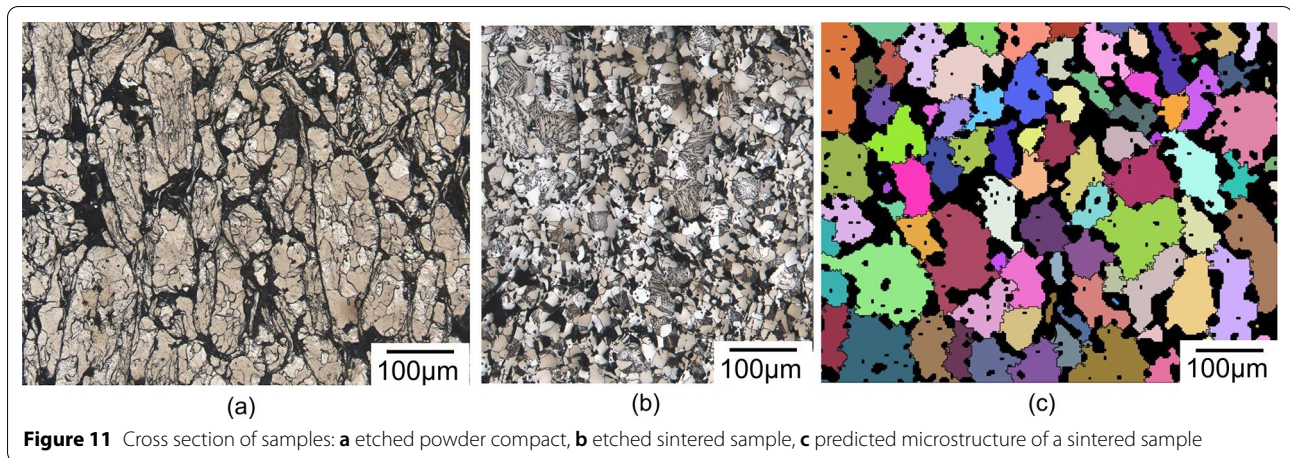 100µm
100µm
100µm
(a)
(b)
(c)
Figure 11 Cross section of samples: a etched powder compact, b etched sintered sample, c predicted microstructure of a sintered sample